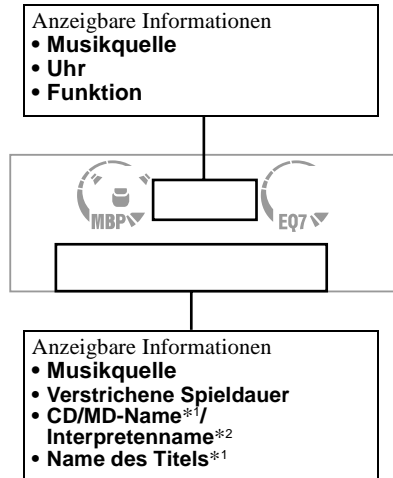 Anzeigbare Informationen
• Musikquelle
• Uhr
• Funktion
MBP
EQ7
Anzeigbare Informationen
• Musikquelle
• Verstrichene Spieldauer
• CD/MD-Name*1/
Interpretenname*2
• Name des Titels*1